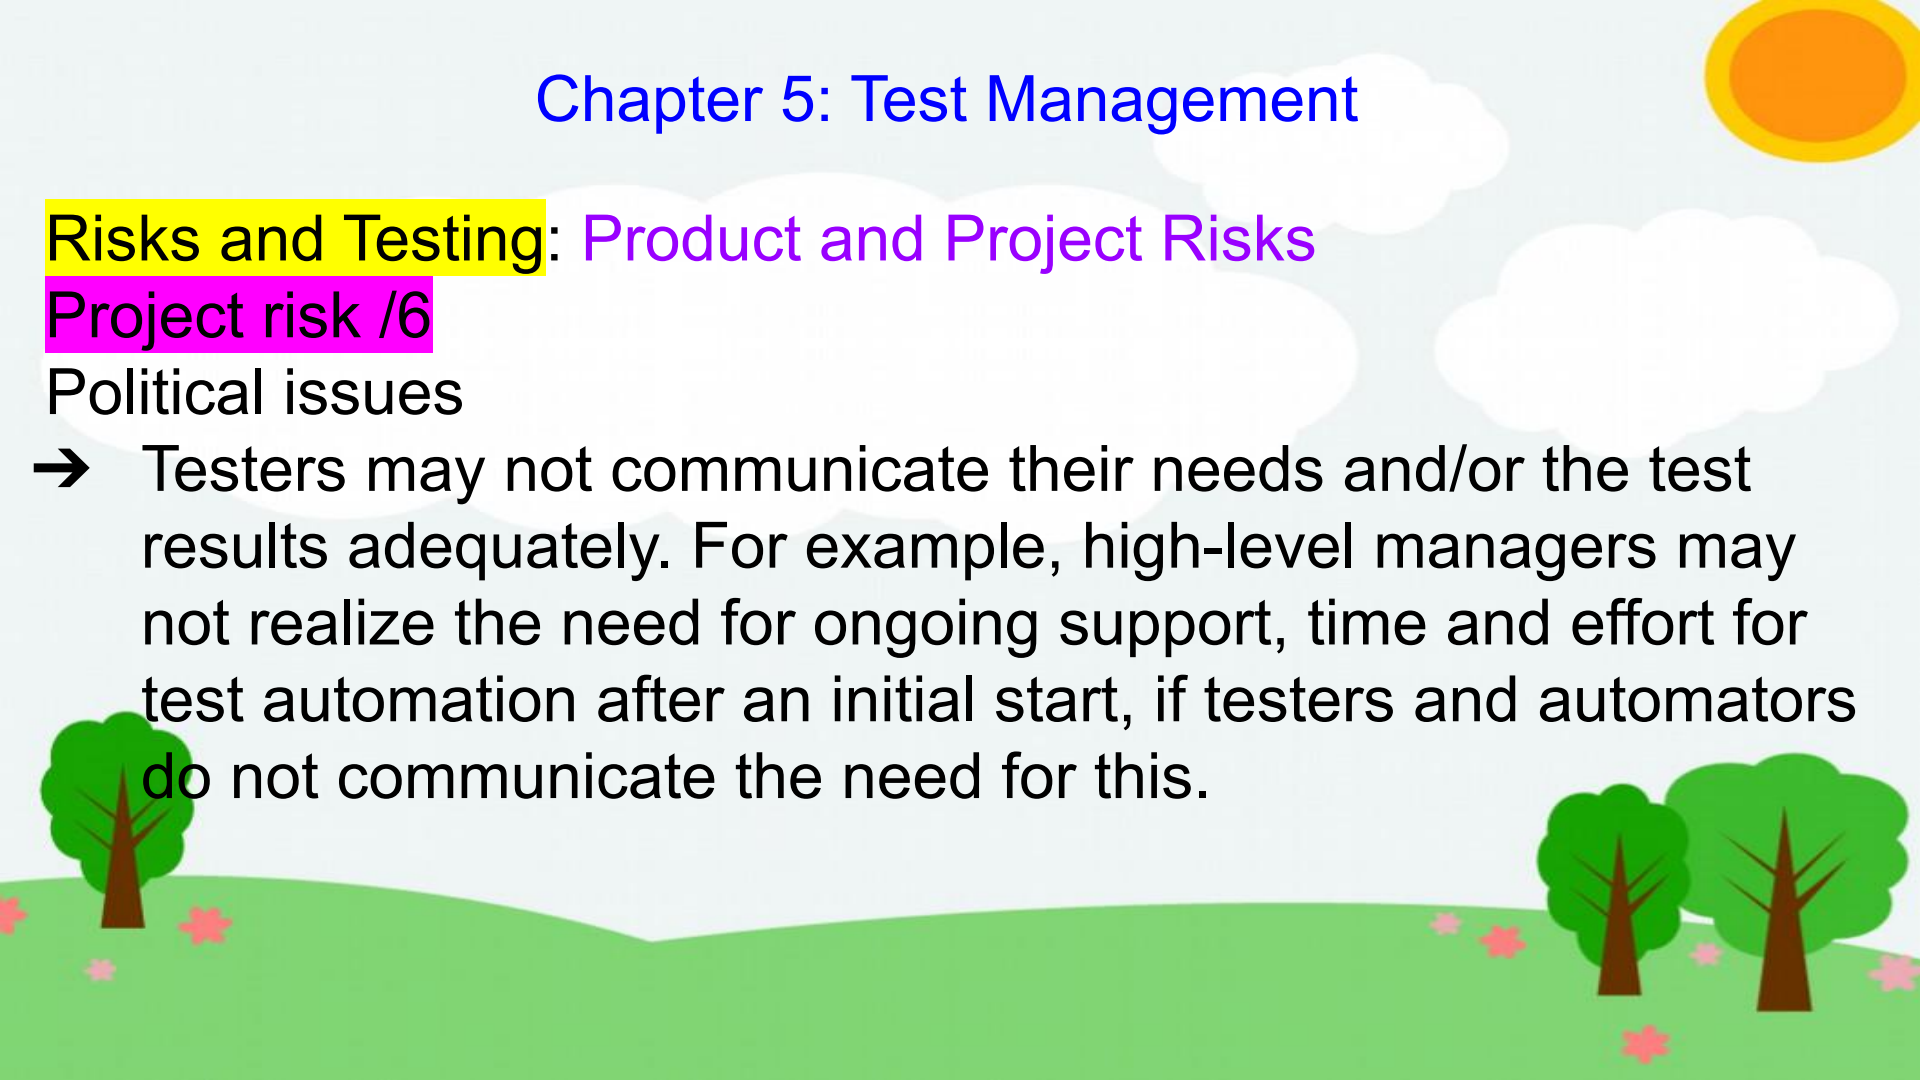 Chapter 5: Test Management
Risks and Testing: Product and Project Risks
Project risk /6
Political issues
➔ Testers may not communicate their needs and/or the test
results adequately. For example, high-level managers may
not realize the need for ongoing support, time and effort for
test automation after an initial start, if testers and automators
do not communicate the need for this.